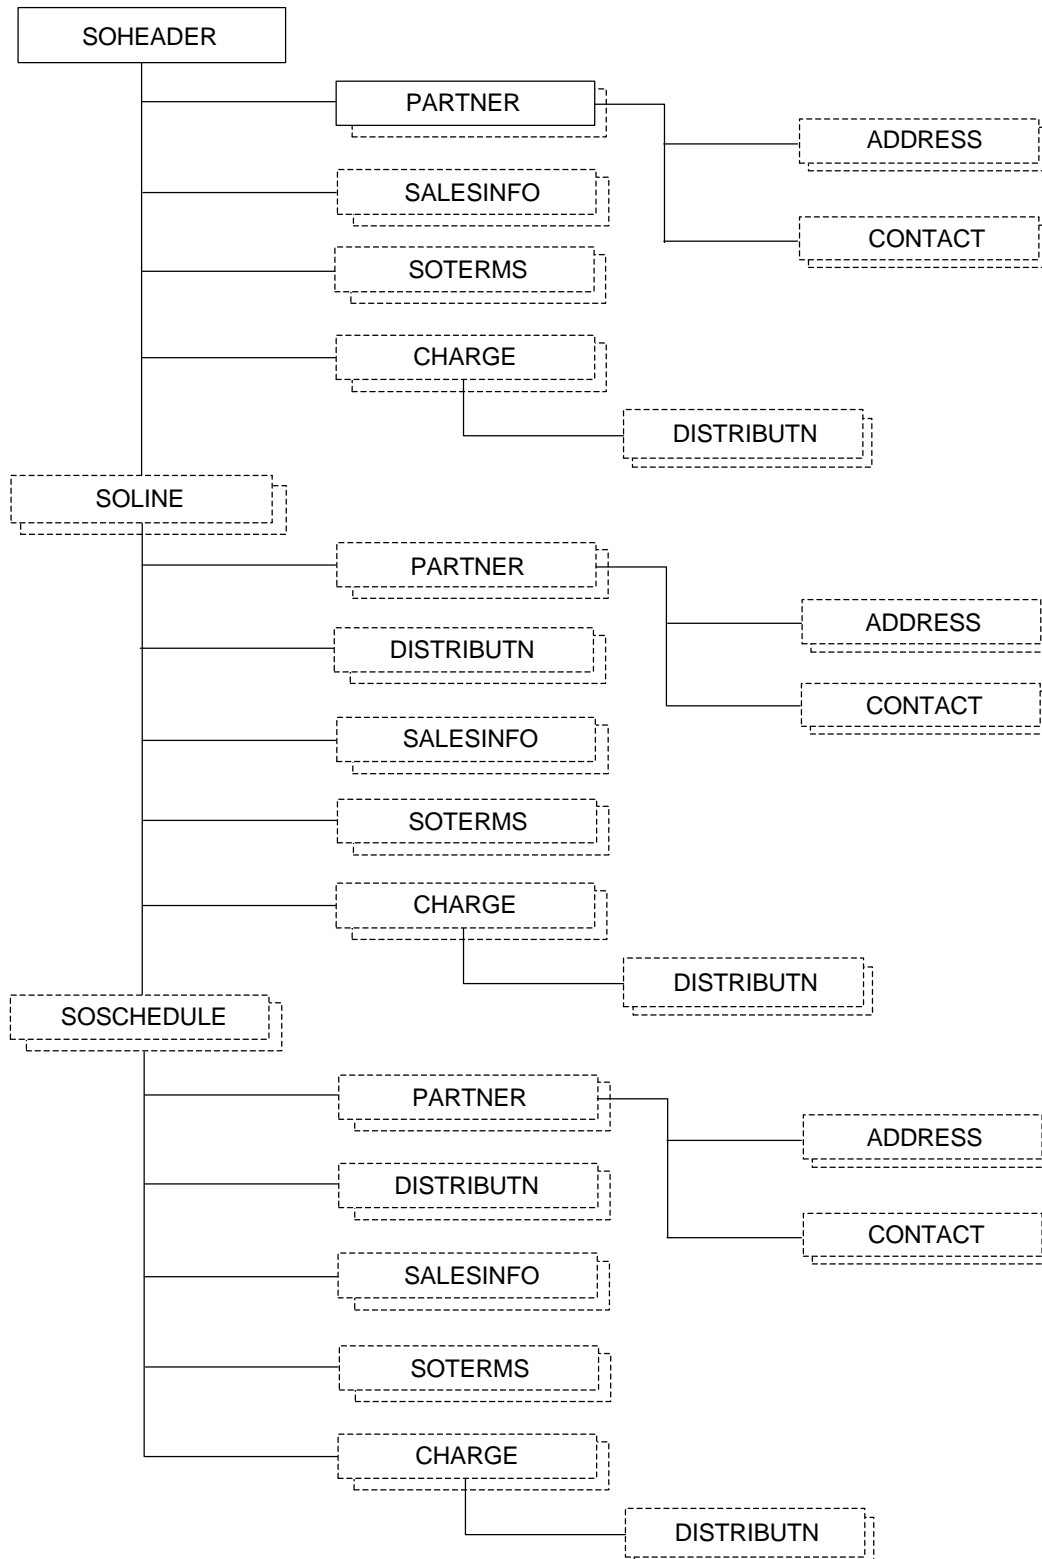 SOHEADER
PARTNER
ADDRESS
SALESINFO
CONTACT
SOTERMS
CHARGE
DISTRIBUTN
SOLINE
PARTNER
ADDRESS
DISTRIBUTN
CONTACT
SALESINFO
SOTERMS
CHARGE
DISTRIBUTN
SOSCHEDULE
PARTNER
ADDRESS
DISTRIBUTN
CONTACT
SALESINFO
SOTERMS
CHARGE
DISTRIBUTN